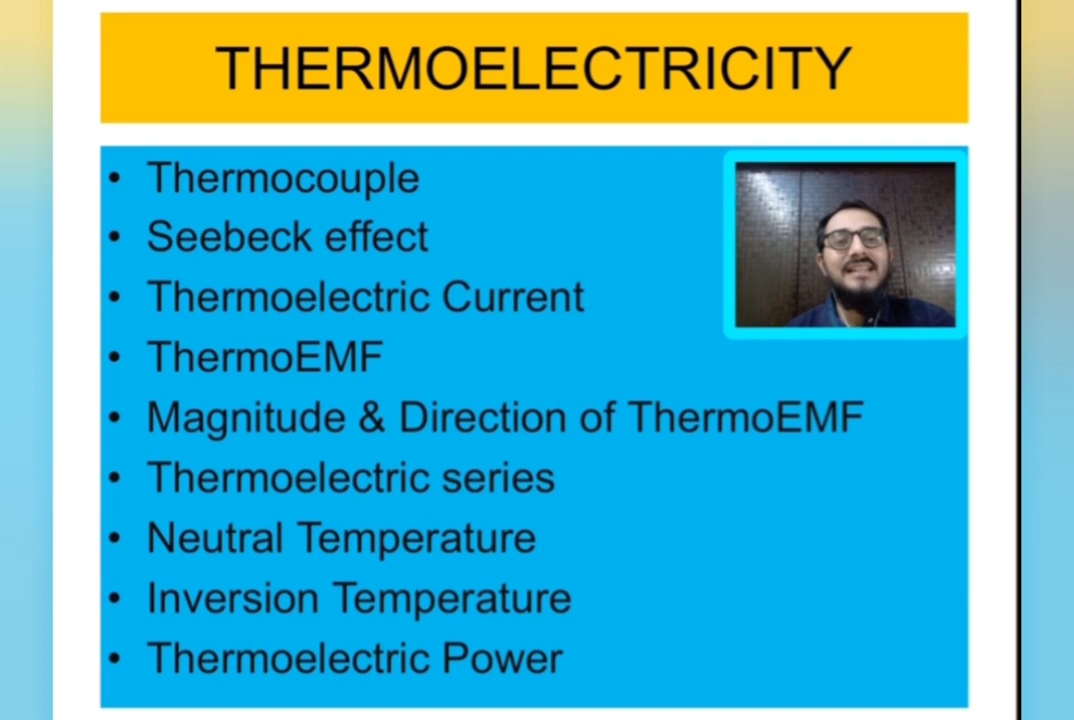 THERMOELECTRICITY
• Thermocouple
• Seebeck effect
• Thermoelectric Current
• ThermoEMF
• Magnitude & Direction of ThermoEMF
• Thermoelectric series
• Neutral Temperature
• Inversion Temperature
• Thermoelectric Power